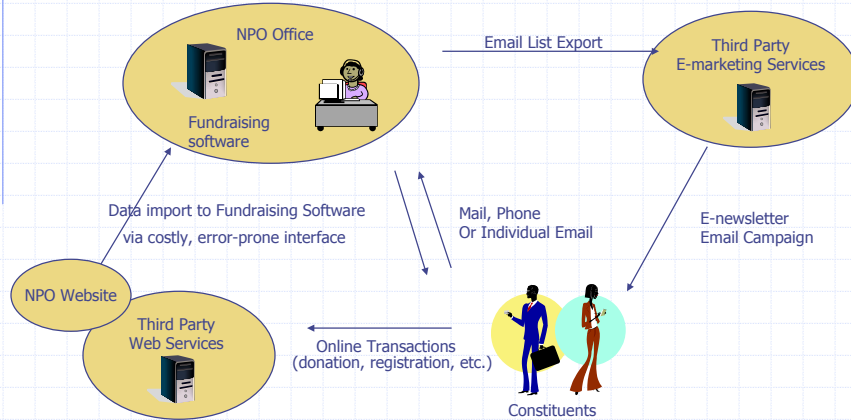 NPO Office
Email List Export
Third Party
E-marketing Services
Fundraising
software
Data import to Fundraising Software
via costly, error-prone interface
Mail, Phone
Or Individual Email
E-newsletter
Email Campaign
NPO Website
Third Party
Web Services
Online Transactions
(donation, registration, etc.)
Constituents